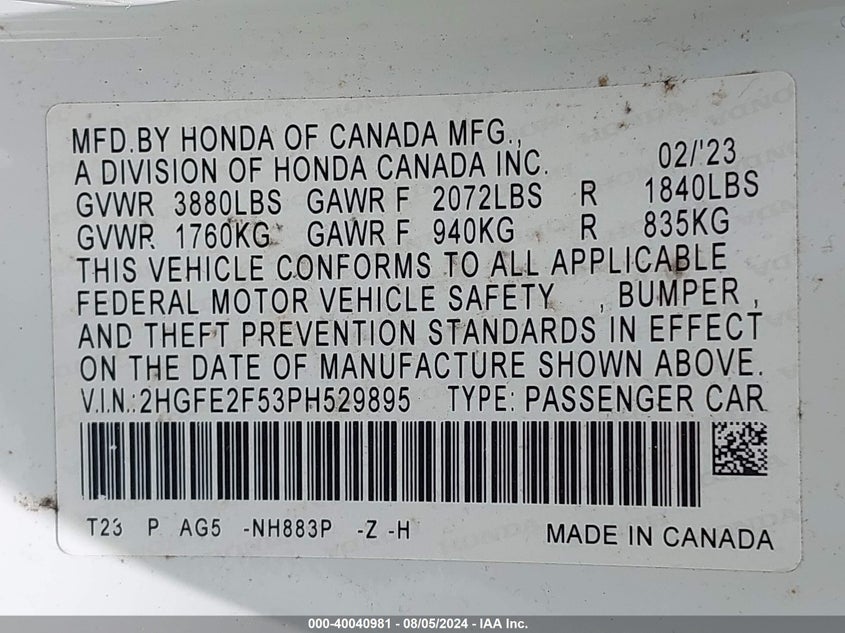 MFD.BY HONDA OF CANADA MFG.,
A DIVISION OF HONDA CANADA INC. 02/'23
GVWR 3880LBS GAWR F 2072LBS R 1840LBS
GVWR 1760KG GAWR F 940KG R 835KG
THIS VEHICLE CONFORMS TO ALL APPLICABLE
FEDERAL MOTOR VEHICLE SAFETY , BUMPER ,
AND THEFT PREVENTION STANDARDS IN EFFECT
ON THE DATE OF MANUFACTURE SHOWN ABOVE.
V.I.N.:2HGFE2F53PH529895 TYPE: PASSENGER CAR
T23 P AG5 -NH883P -Z -H MADE IN CANADA
000-40040981 - 08/05/2024 - IAA Inc.